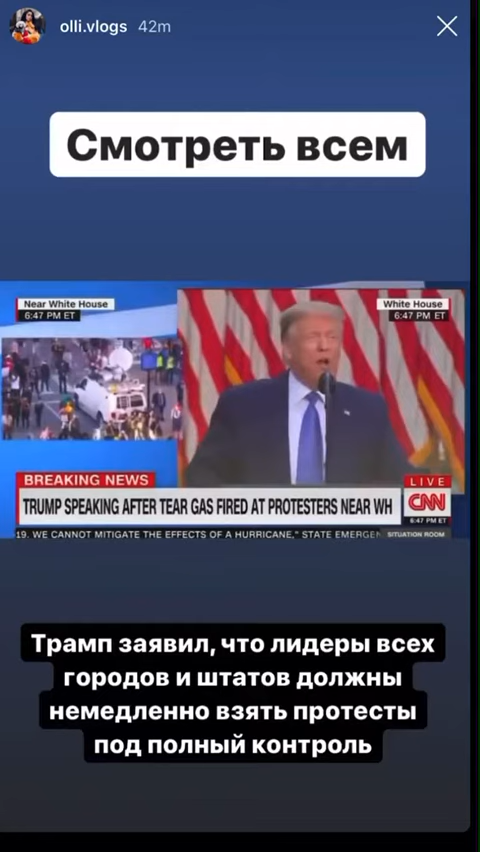 olli.vlogs 42m
Смотреть всем
Near White House
6:47 PM ET
White House
6:47 PM ET
BREAKING NEWS
LIVE
TRUMP SPEAKING AFTER TEAR GAS FIRED AT PROTESTERS NEAR WH
CNN
6:47 PM ET
19. WE CANNOT MITIGATE THE EFFECTS OF A HURRICANE," STATE EMERGEN
SITUATION ROOM
Трамп заявил, что лидеры всех
городов и штатов должны
немедленно взять протесты
под полный контроль